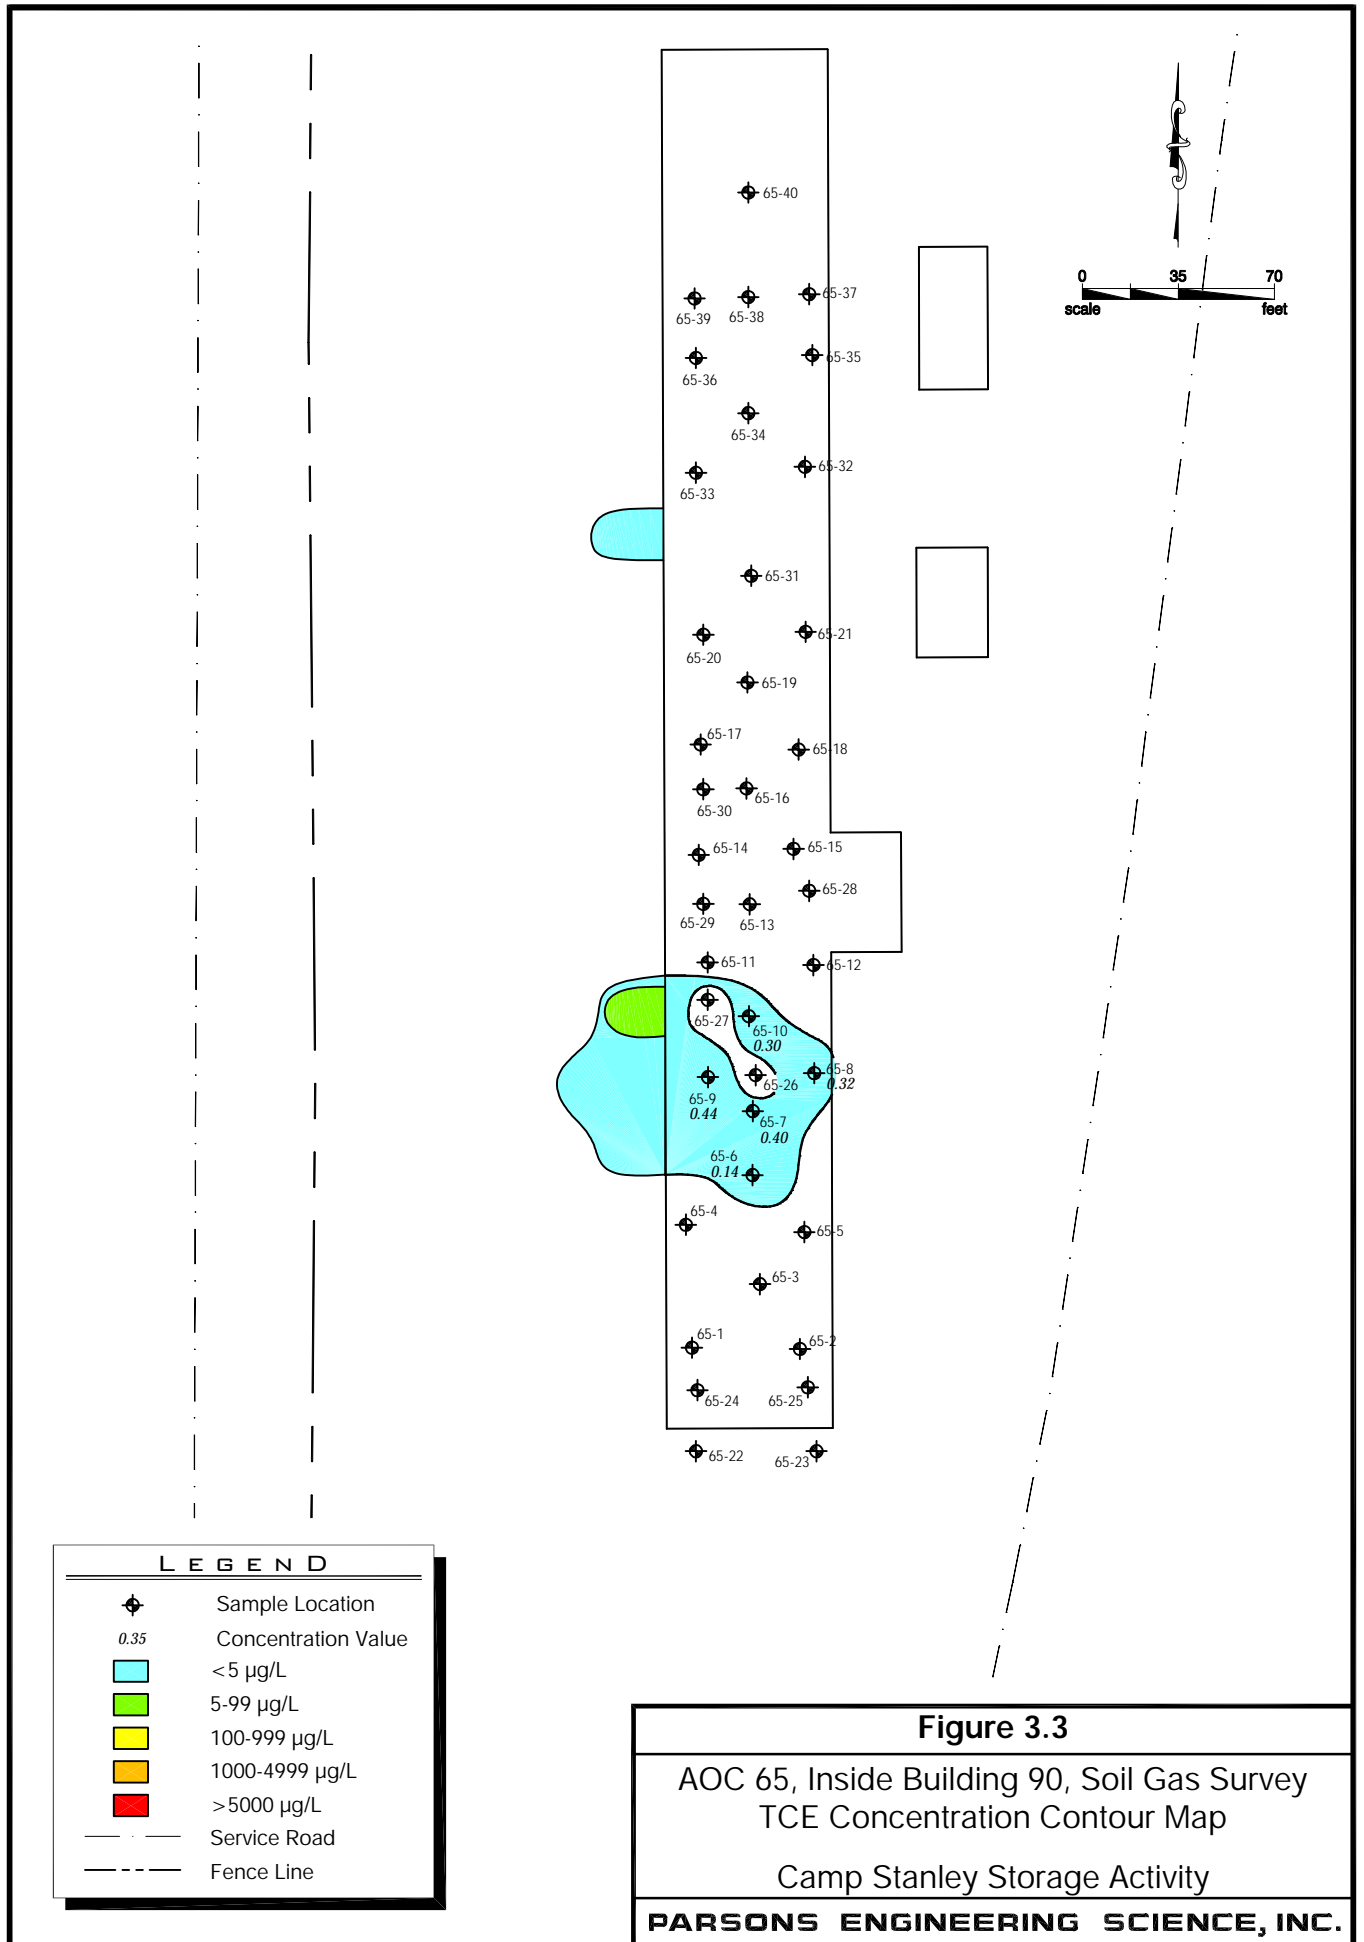 65-40
0 35 70
scale feet
65-39
65-38
65-37
65-36
65-35
65-34
65-33
65-32
65-31
65-20
65-21
65-19
65-17
65-18
65-30
65-16
65-14
65-15
65-28
65-29
65-13
65-11
65-12
65-27
65-10
0.30
65-9
0.44
65-26
65-8
0.32
65-7
0.40
65-6
0.14
65-4
65-5
65-3
65-1
65-2
65-24
65-25
65-22
65-23
LEGEND
Sample Location
0.35 Concentration Value
<5 µg/L
5-99 µg/L
100-999 µg/L
1000-4999 µg/L
>5000 µg/L
Service Road
Fence Line
Figure 3.3
AOC 65, Inside Building 90, Soil Gas Survey
TCE Concentration Contour Map
Camp Stanley Storage Activity
PARSONS ENGINEERING SCIENCE, INC.